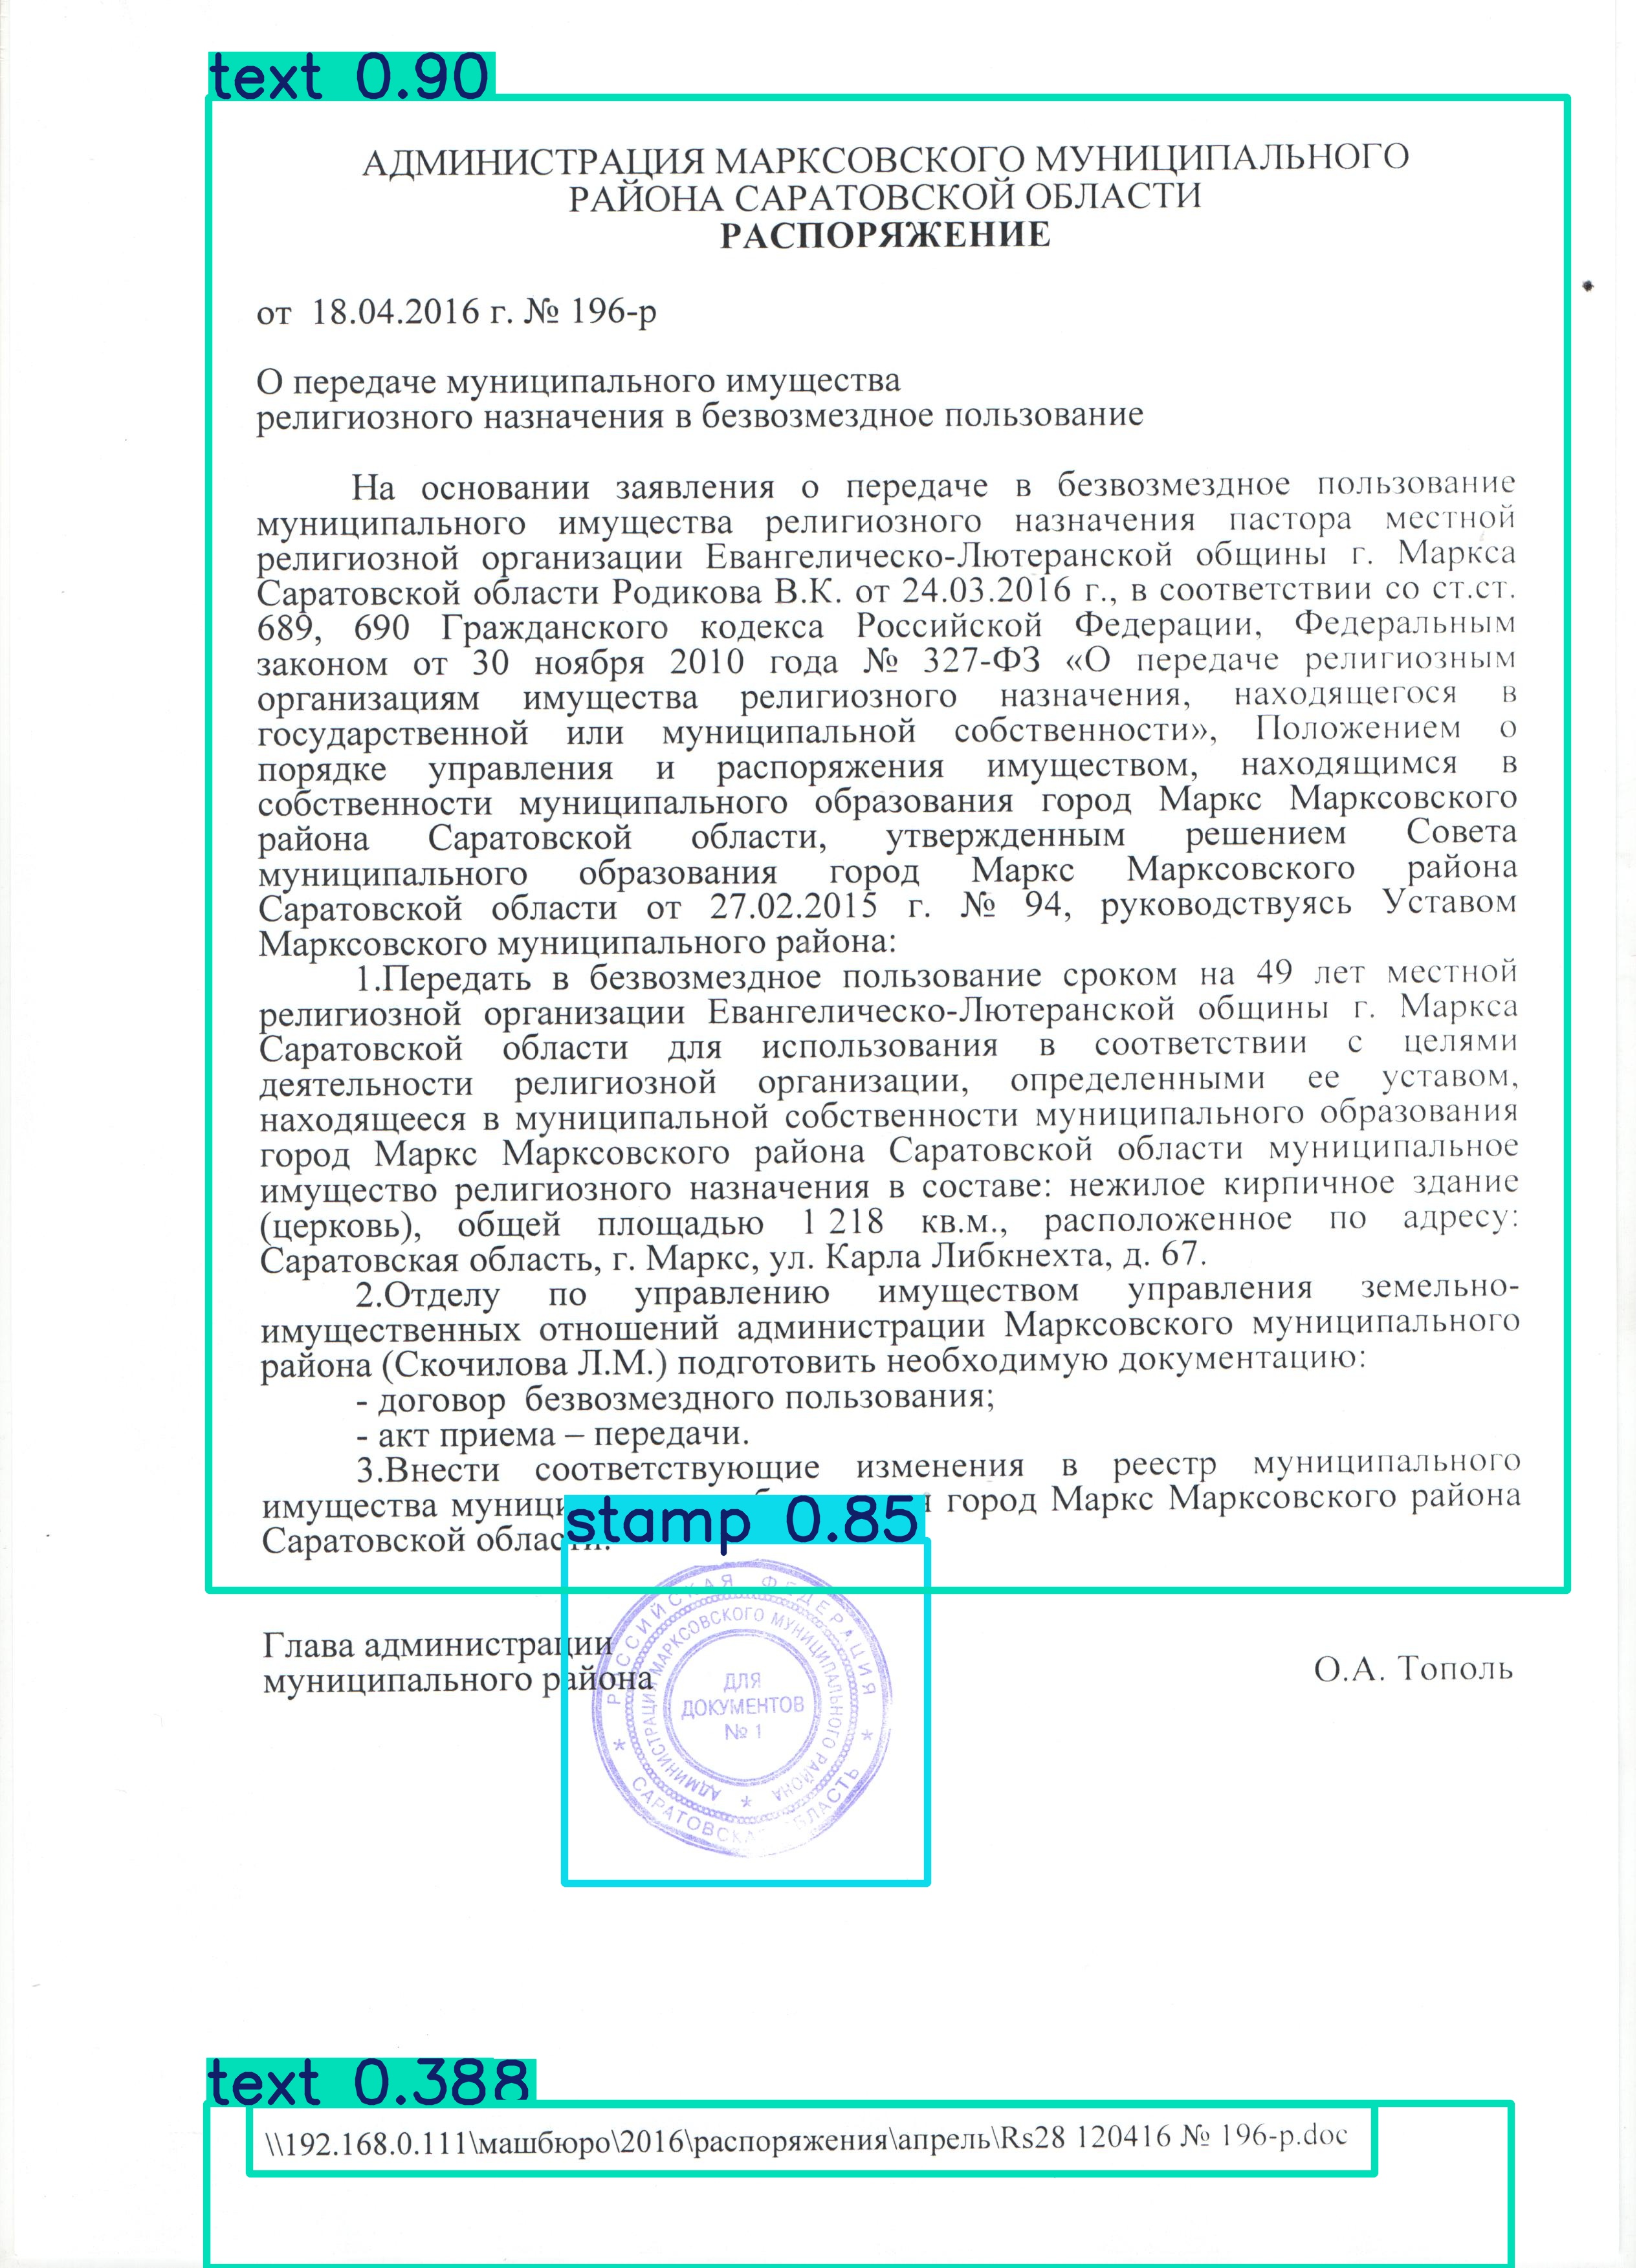 text 0.90
АДМИНИСТРАЦИЯ МАРКСОВСКОГО МУНИЦИПАЛЬНОГО
РАЙОНА САРАТОВСКОЙ ОБЛАСТИ
РАСПОРЯЖЕНИЕ
от 18.04.2016 г. № 196-р
О передаче муниципального имущества
религиозного назначения в безвозмездное пользование
На основании заявления о передаче в безвозмездное пользование
муниципального имущества религиозного назначения пастора местной
религиозной организации Евангелическо-Лютеранской общины г. Маркса
Саратовской области Родикова В.К. от 24.03.2016 г., в соответствии со ст.ст.
689, 690 Гражданского кодекса Российской Федерации, Федеральным
законом от 30 ноября 2010 года № 327-ФЗ «О передаче религиозным
организациям имущества религиозного назначения, находящегося в
государственной или муниципальной собственности», Положением о
порядке управления и распоряжения имуществом, находящимся в
собственности муниципального образования город Маркс Марксовского
района Саратовской области, утвержденным решением Совета
муниципального образования город Маркс Марксовского района
Саратовской области от 27.02.2015 г. № 94, руководствуясь Уставом
Марксовского муниципального района:
1.Передать в безвозмездное пользование сроком на 49 лет местной
религиозной организации Евангелическо-Лютеранской общины г. Маркса
Саратовской области для использования в соответствии с целями
деятельности религиозной организации, определенными ее уставом,
находящееся в муниципальной собственности муниципального образования
город Маркс Марксовского района Саратовской области муниципальное
имущество религиозного назначения в составе: нежилое кирпичное здание
(церковь), общей площадью 1 218 кв.м., расположенное по адресу:
Саратовская область, г. Маркс, ул. Карла Либкнехта, д. 67.
2.Отделу по управлению имуществом управления земельно-
имущественных отношений администрации Марксовского муниципального
района (Скочилова Л.М.) подготовить необходимую документацию:
- договор безвозмездного пользования;
- акт приема – передачи.
3.Внести соответствующие изменения в реестр муниципального
имущества город Маркс Марксовского района
Саратовской
stamp 0.85
Глава администрации
муниципального района
О.А. Тополь
РОССИЙСКАЯ ФЕДЕРАЦИЯ
САРАТОВСКАЯ ОБЛАСТЬ
АДМИНИСТРАЦИЯ МАРКСОВСКОГО МУНИЦИПАЛЬНОГО РАЙОНА
ДЛЯ
ДОКУМЕНТОВ
№ 1
text 0.388
\\192.168.0.111\машбюро\2016\распоряжения\апрель\Rs28 120416 № 196-р.doc